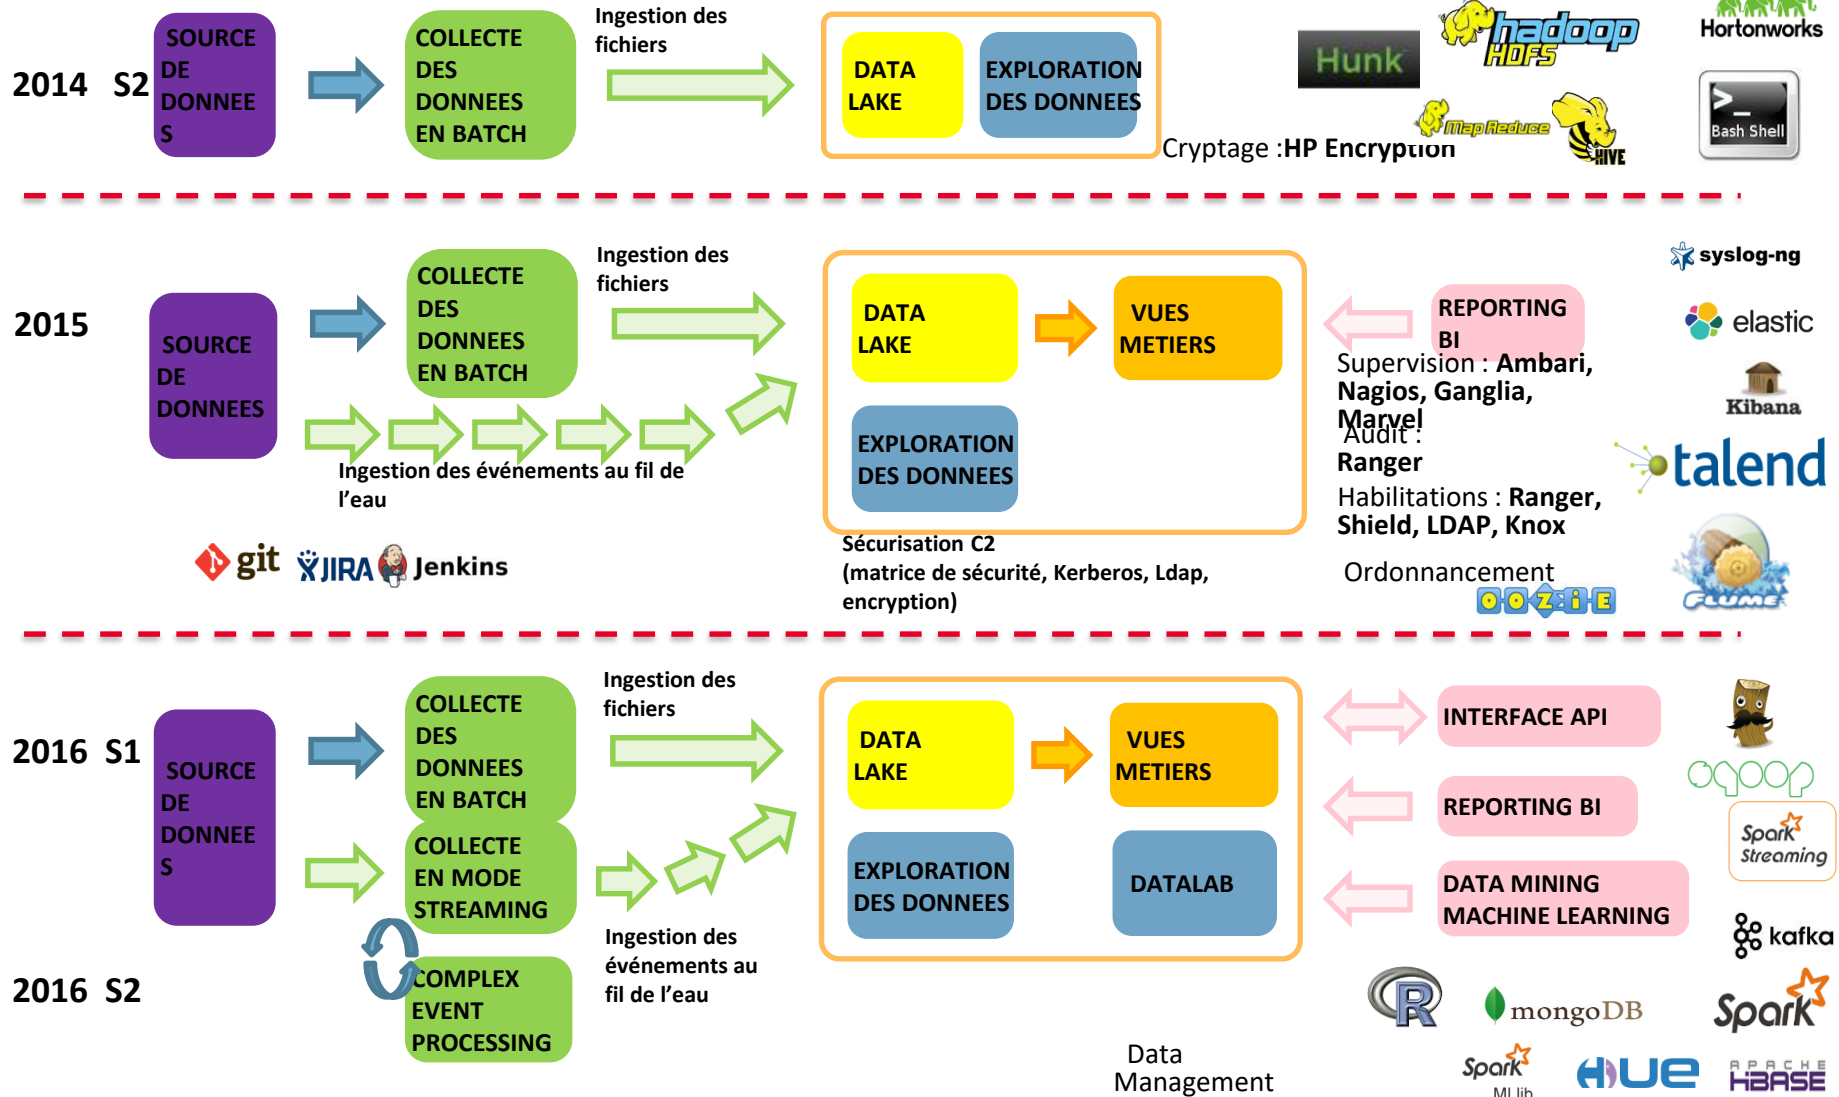 2014 S2
SOURCE
DE
DONNEE
S
COLLECTE
DES
DONNEES
EN BATCH
Ingestion des
fichiers
DATA
LAKE
EXPLORATION
DES DONNEES
Hunk
hadoop
HDFS
Hortonworks
Map Reduce
HIVE
>_
Bash Shell
Cryptage :HP Encryption
2015
SOURCE
DE
DONNEES
COLLECTE
DES
DONNEES
EN BATCH
Ingestion des
fichiers
Ingestion des événements au fil de
l'eau
git
JIRA
Jenkins
DATA
LAKE
VUES
METIERS
EXPLORATION
DES DONNEES
Sécurisation C2
(matrice de sécurité, Kerberos, Ldap,
encryption)
REPORTING
BI
Supervision : Ambari,
Nagios, Ganglia,
Marvel
Audit :
Ranger
Habilitations : Ranger,
Shield, LDAP, Knox
Ordonnancement
OOZiE
syslog-ng
elastic
Kibana
talend
FLUME
2016 S1
SOURCE
DE
DONNEE
S
COLLECTE
DES
DONNEES
EN BATCH
COLLECTE
EN MODE
STREAMING
Ingestion des
fichiers
DATA
LAKE
VUES
METIERS
EXPLORATION
DES DONNEES
DATALAB
INTERFACE API
REPORTING BI
DATA MINING
MACHINE LEARNING
sqoop
Spark
Streaming
kafka
2016 S2
COMPLEX
EVENT
PROCESSING
Ingestion des
événements au
fil de l'eau
Data
Management
R
mongoDB
Spark
Spark
MLlib
HUE
APACHE
HBASE